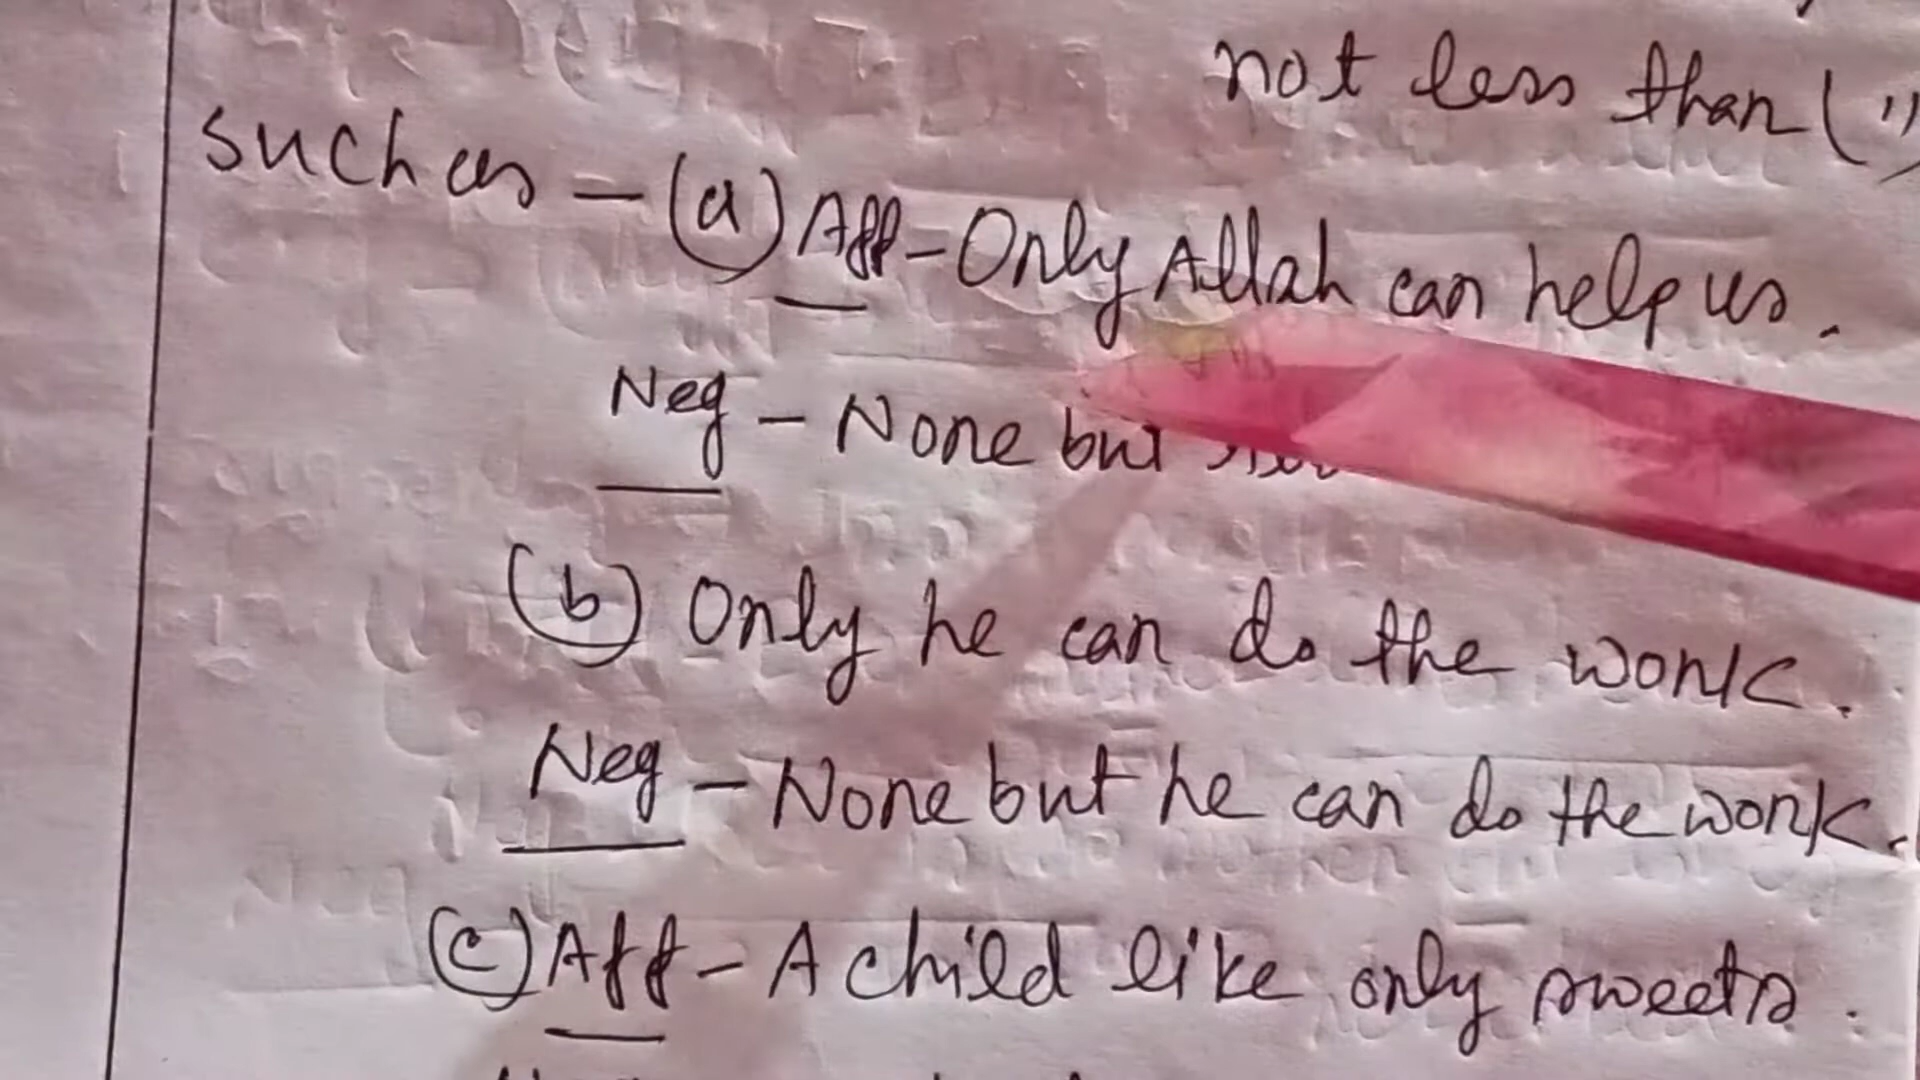 not less than (")
such as - (a) Aff - Only Allah can help us.
Neg - None but
(b) Only he can do the work.
Neg - None but he can do the work.
(c) Aff - A child like only sweets.